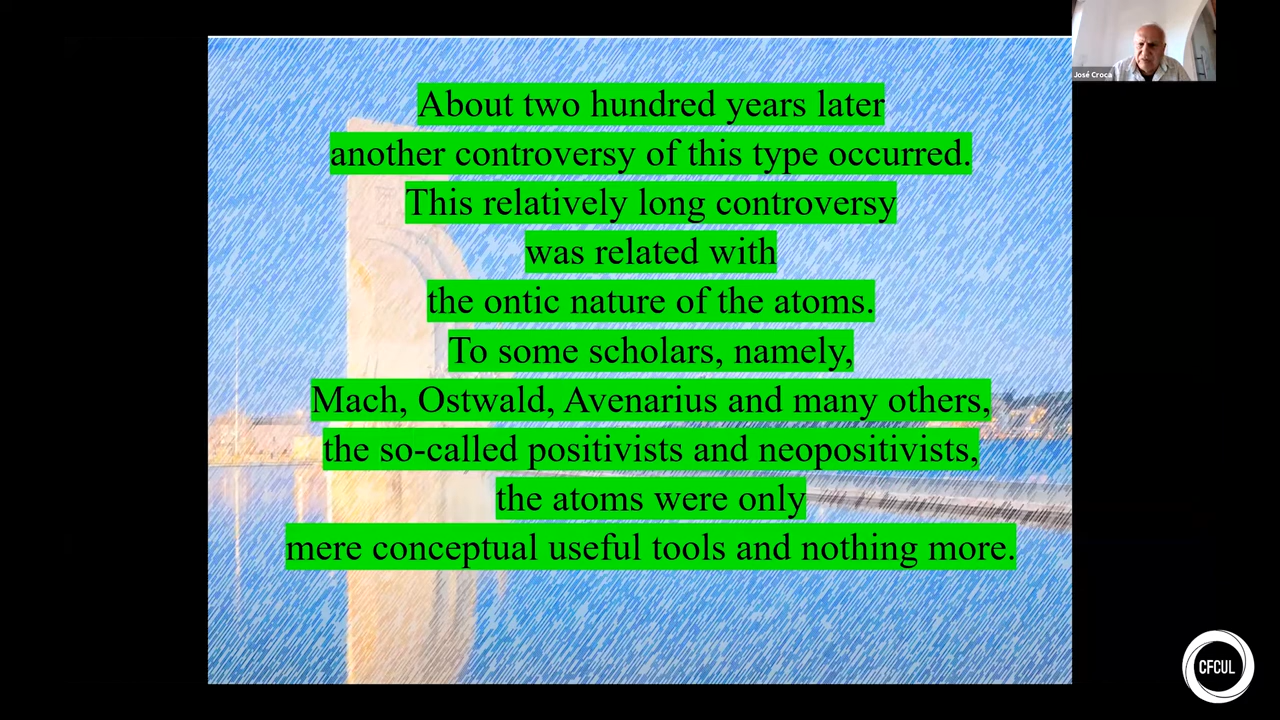 José Croca
About two hundred years later
another controversy of this type occurred.
This relatively long controversy
was related with
the ontic nature of the atoms.
To some scholars, namely,
Mach, Ostwald, Avenarius and many others,
the so-called positivists and neopositivists,
the atoms were only
mere conceptual useful tools and nothing more.
CFCUL